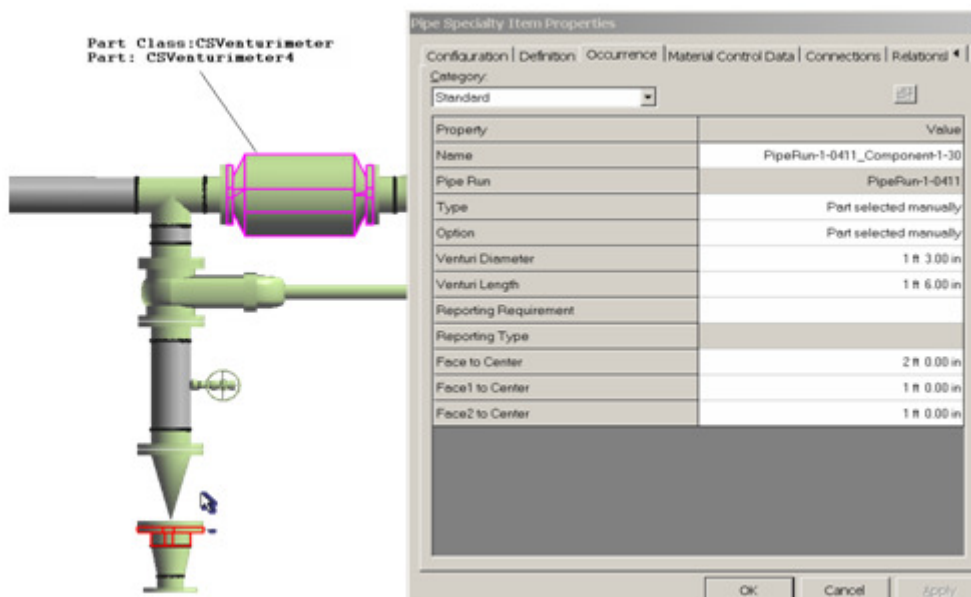 Part Class:CSVenturimeter
Part: CSVenturimeter4
Pipe Specialty Item Properties
Configuration | Definition | Occurrence | Material Control Data | Connections | Relationsl
Category:
Standard
Property Value
Name PipeRun-1-0411_Component-1-30
Pipe Run PipeRun-1-0411
Type Part selected manually
Option Part selected manually
Venturi Diameter 1 ft 3.00 in
Venturi Length 1 ft 6.00 in
Reporting Requirement
Reporting Type
Face to Center 2 ft 0.00 in
Face1 to Center 1 ft 0.00 in
Face2 to Center 1 ft 0.00 in
OK Cancel Apply